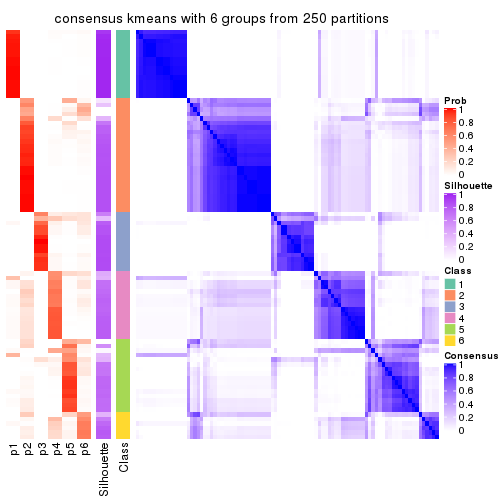 consensus kmeans with 6 groups from 250 partitions
Prob
1
0.8
0.6
0.4
0.2
0
Silhouette
1
0.8
0.6
0.4
0.2
0
Class
1
2
3
4
5
6
Consensus
1
0.8
0.6
0.4
0.2
0
p1
p2
p3
p4
p5
p6
Silhouette
Class